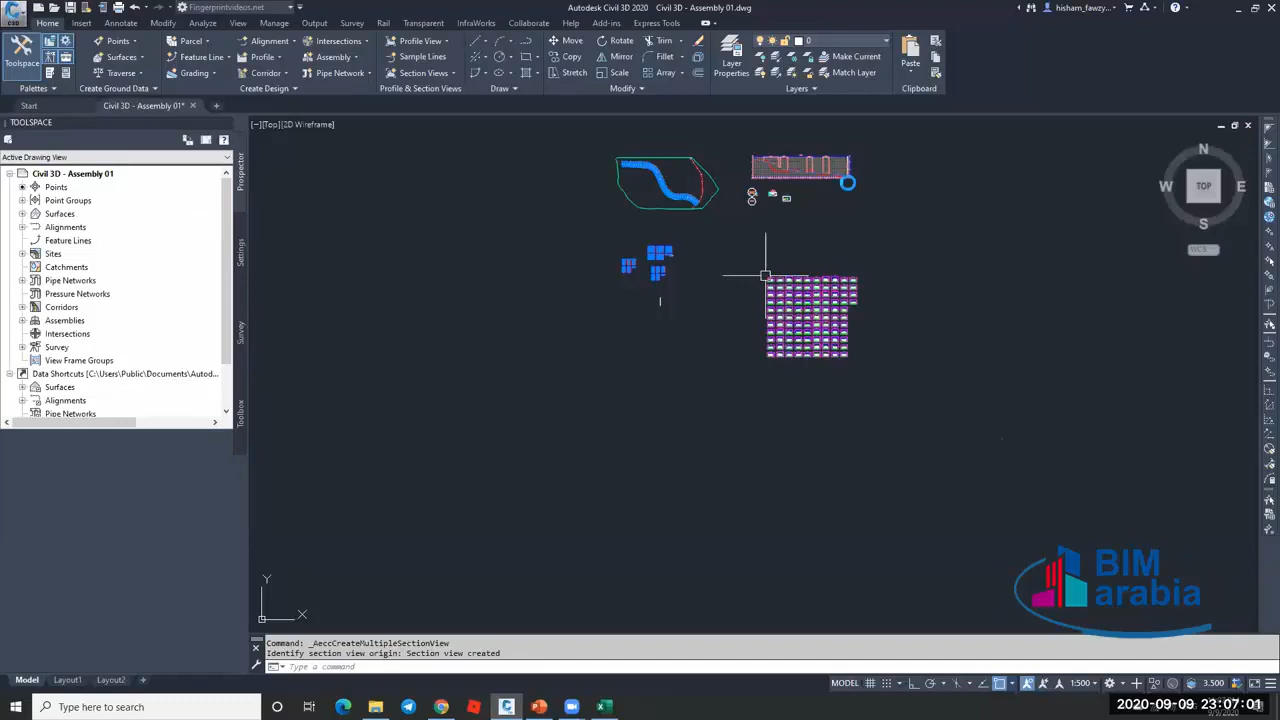 Fingerprintvideos.net
Autodesk Civil 3D 2020
Civil 3D - Assembly 01.dwg
hisham_fawzy...
C3D
Home Insert Annotate Modify Analyze View Manage Output Survey Rail Transparent InfraWorks Collaborate Help Add-ins Express Tools
Points Parcel Alignment Intersections Profile View Move Rotate Trim 0
Toolspace Surfaces Feature Line Profile Assembly Sample Lines Copy Mirror Fillet Layer Properties Make Current Paste
Traverse Grading Corridor Pipe Network Section Views Stretch Scale Array Match Layer
Palettes Create Ground Data Create Design Profile & Section Views Draw Modify Layers Clipboard
Start Civil 3D - Assembly 01*
TOOLSPACE
[−][Top][2D Wireframe]
Active Drawing View
Civil 3D - Assembly 01
Points
Point Groups
Surfaces
Alignments
Feature Lines
Sites
Catchments
Pipe Networks
Pressure Networks
Corridors
Assemblies
Intersections
Survey
View Frame Groups
Data Shortcuts [C:\Users\Public\Documents\Autod...
Surfaces
Alignments
Pipe Networks
Prospector
Settings
Survey
Toolbox
N
W TOP E
S
WCS
Y
X
BIM
arabia
Command: _AeccCreateMultipleSectionView
Identify section view origin: Section view created
Type a command
Model Layout1 Layout2
MODEL 1:500 3.500
Type here to search
2020-09-09 23:07:01